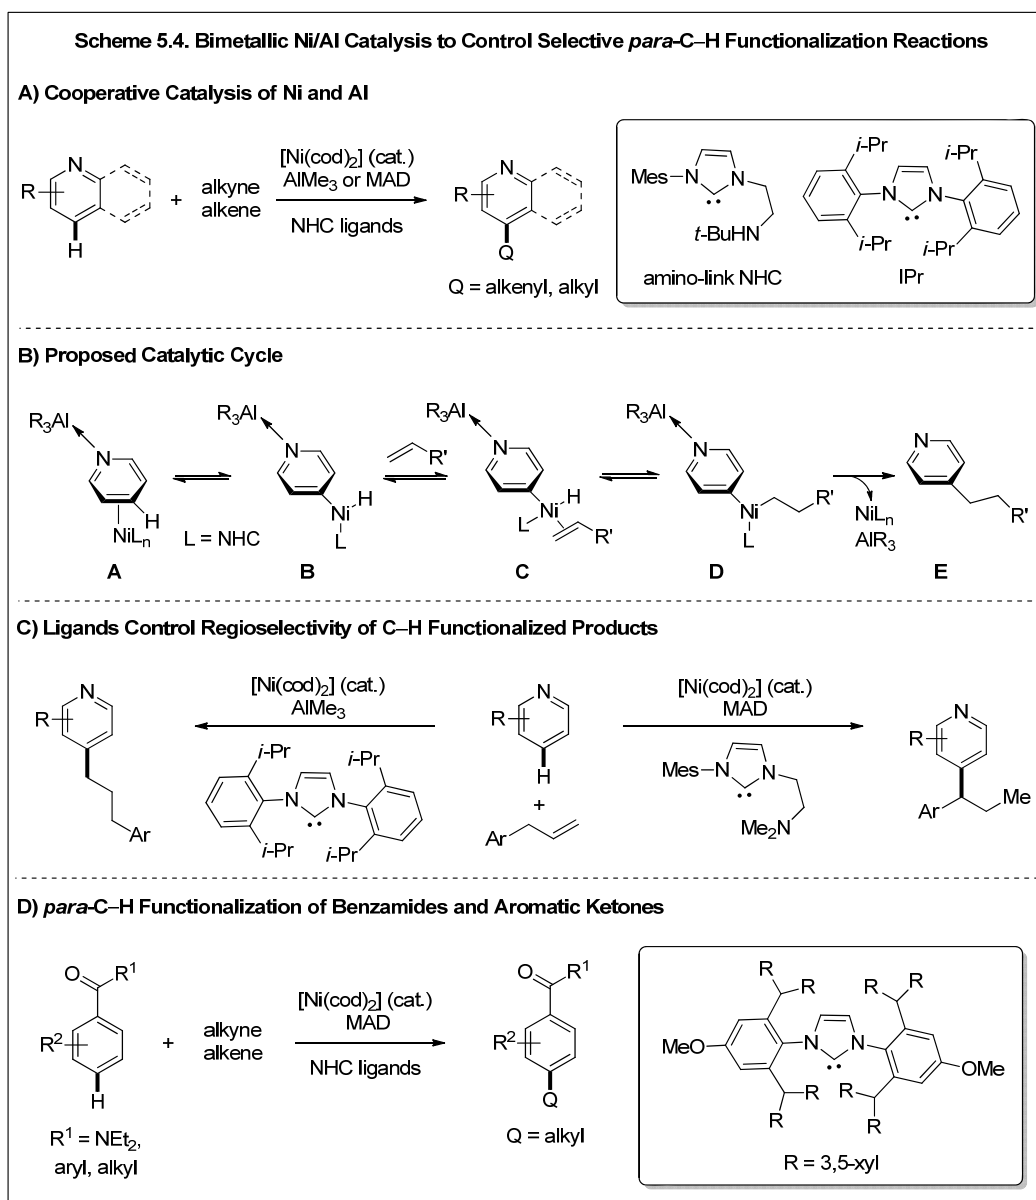 Scheme 5.4. Bimetallic Ni/Al Catalysis to Control Selective para-C–H Functionalization Reactions
A) Cooperative Catalysis of Ni and Al
N
R
H
+
alkyne
alkene
[Ni(cod)2] (cat.)
AlMe3 or MAD
NHC ligands
N
R
Q
Q = alkenyl, alkyl
Mes
N
N
t-BuHN
amino-link NHC
i-Pr
i-Pr
N
N
i-Pr
i-Pr
IPr
B) Proposed Catalytic Cycle
R3Al
N
H
NiLn
A
L = NHC
R3Al
N
Ni
H
L
B
R'
R3Al
N
H
Ni
L
R'
C
R3Al
N
Ni
R'
L
D
NiLn
AlR3
N
R'
E
C) Ligands Control Regioselectivity of C–H Functionalized Products
N
R
Ar
[Ni(cod)2] (cat.)
AlMe3
i-Pr
i-Pr
N
N
i-Pr
i-Pr
N
R
H
+
Ar
[Ni(cod)2] (cat.)
MAD
Mes
N
N
Me2N
N
R
Me
Ar
D) para-C–H Functionalization of Benzamides and Aromatic Ketones
O
R1
R2
H
R1 = NEt2,
aryl, alkyl
+
alkyne
alkene
[Ni(cod)2] (cat.)
MAD
NHC ligands
O
R1
R2
Q
Q = alkyl
R
R
R
R
MeO
N
N
OMe
R
R
R
R
R = 3,5-xyl